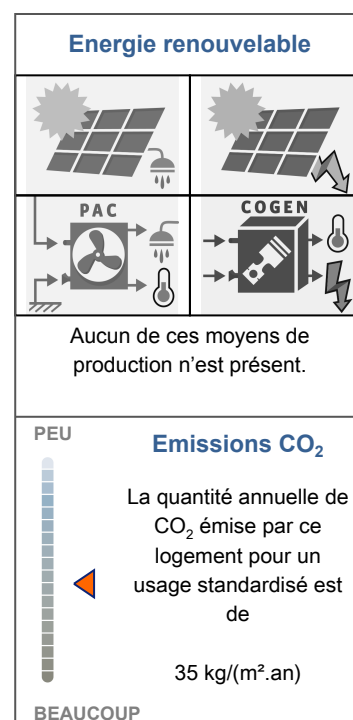 Energie renouvelable
PAC
COGEN
Aucun de ces moyens de
production n'est présent.
PEU
Emissions CO₂
La quantité annuelle de
CO₂ émise par ce
logement pour un
usage standardisé est
de
35 kg/(m².an)
BEAUCOUP